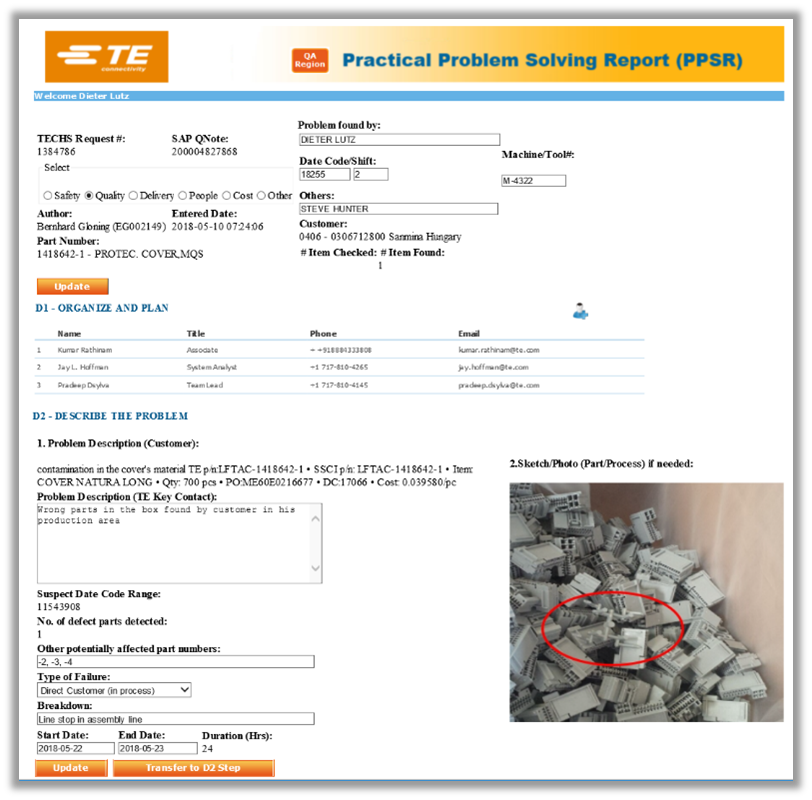 TE
connectivity
QA
Region
Practical Problem Solving Report (PPSR)
Welcome Dieter Lutz
TECHS Request #:
1384786
SAP QNote:
200004827868
Select
Safety Quality Delivery People Cost Other
Author:
Bernhard Gloning (EG002149)
Entered Date:
2018-05-10 07:24:06
Part Number:
1418642-1 - PROTEC. COVER,MQS
Problem found by:
DIETER LUTZ
Date Code/Shift:
18255 2
Machine/Tool#:
M-4322
Others:
STEVE HUNTER
Customer:
0406 - 0306712800 Sanmina Hungary
# Item Checked: # Item Found:
1
Update
D1 - ORGANIZE AND PLAN
Name Title Phone Email
1 Kumar Rathinam Associate + +918884333808 kumar.rathinam@te.com
2 Jay L. Hoffman System Analyst +1 717-810-4265 jay.hoffman@te.com
3 Pradeep Dsylva Team Lead +1 717-810-4145 pradeep.dsylva@te.com
D2 - DESCRIBE THE PROBLEM
1. Problem Description (Customer):
contamination in the cover's material TE p/n:LFTAC-1418642-1 • SSCI p/n: LFTAC-1418642-1 • Item:
COVER NATURA LONG • Qty: 700 pcs • PO:ME60E0216677 • DC:17066 • Cost: 0.039580/pc
Problem Description (TE Key Contact):
Wrong parts in the box found by customer in his
production area
2.Sketch/Photo (Part/Process) if needed:
Suspect Date Code Range:
11543908
No. of defect parts detected:
1
Other potentially affected part numbers:
-2, -3, -4
Type of Failure:
Direct Customer (in process)
Breakdown:
Line stop in assembly line
Start Date: End Date: Duration (Hrs):
2018-05-22 2018-05-23 24
Update Transfer to D2 Step